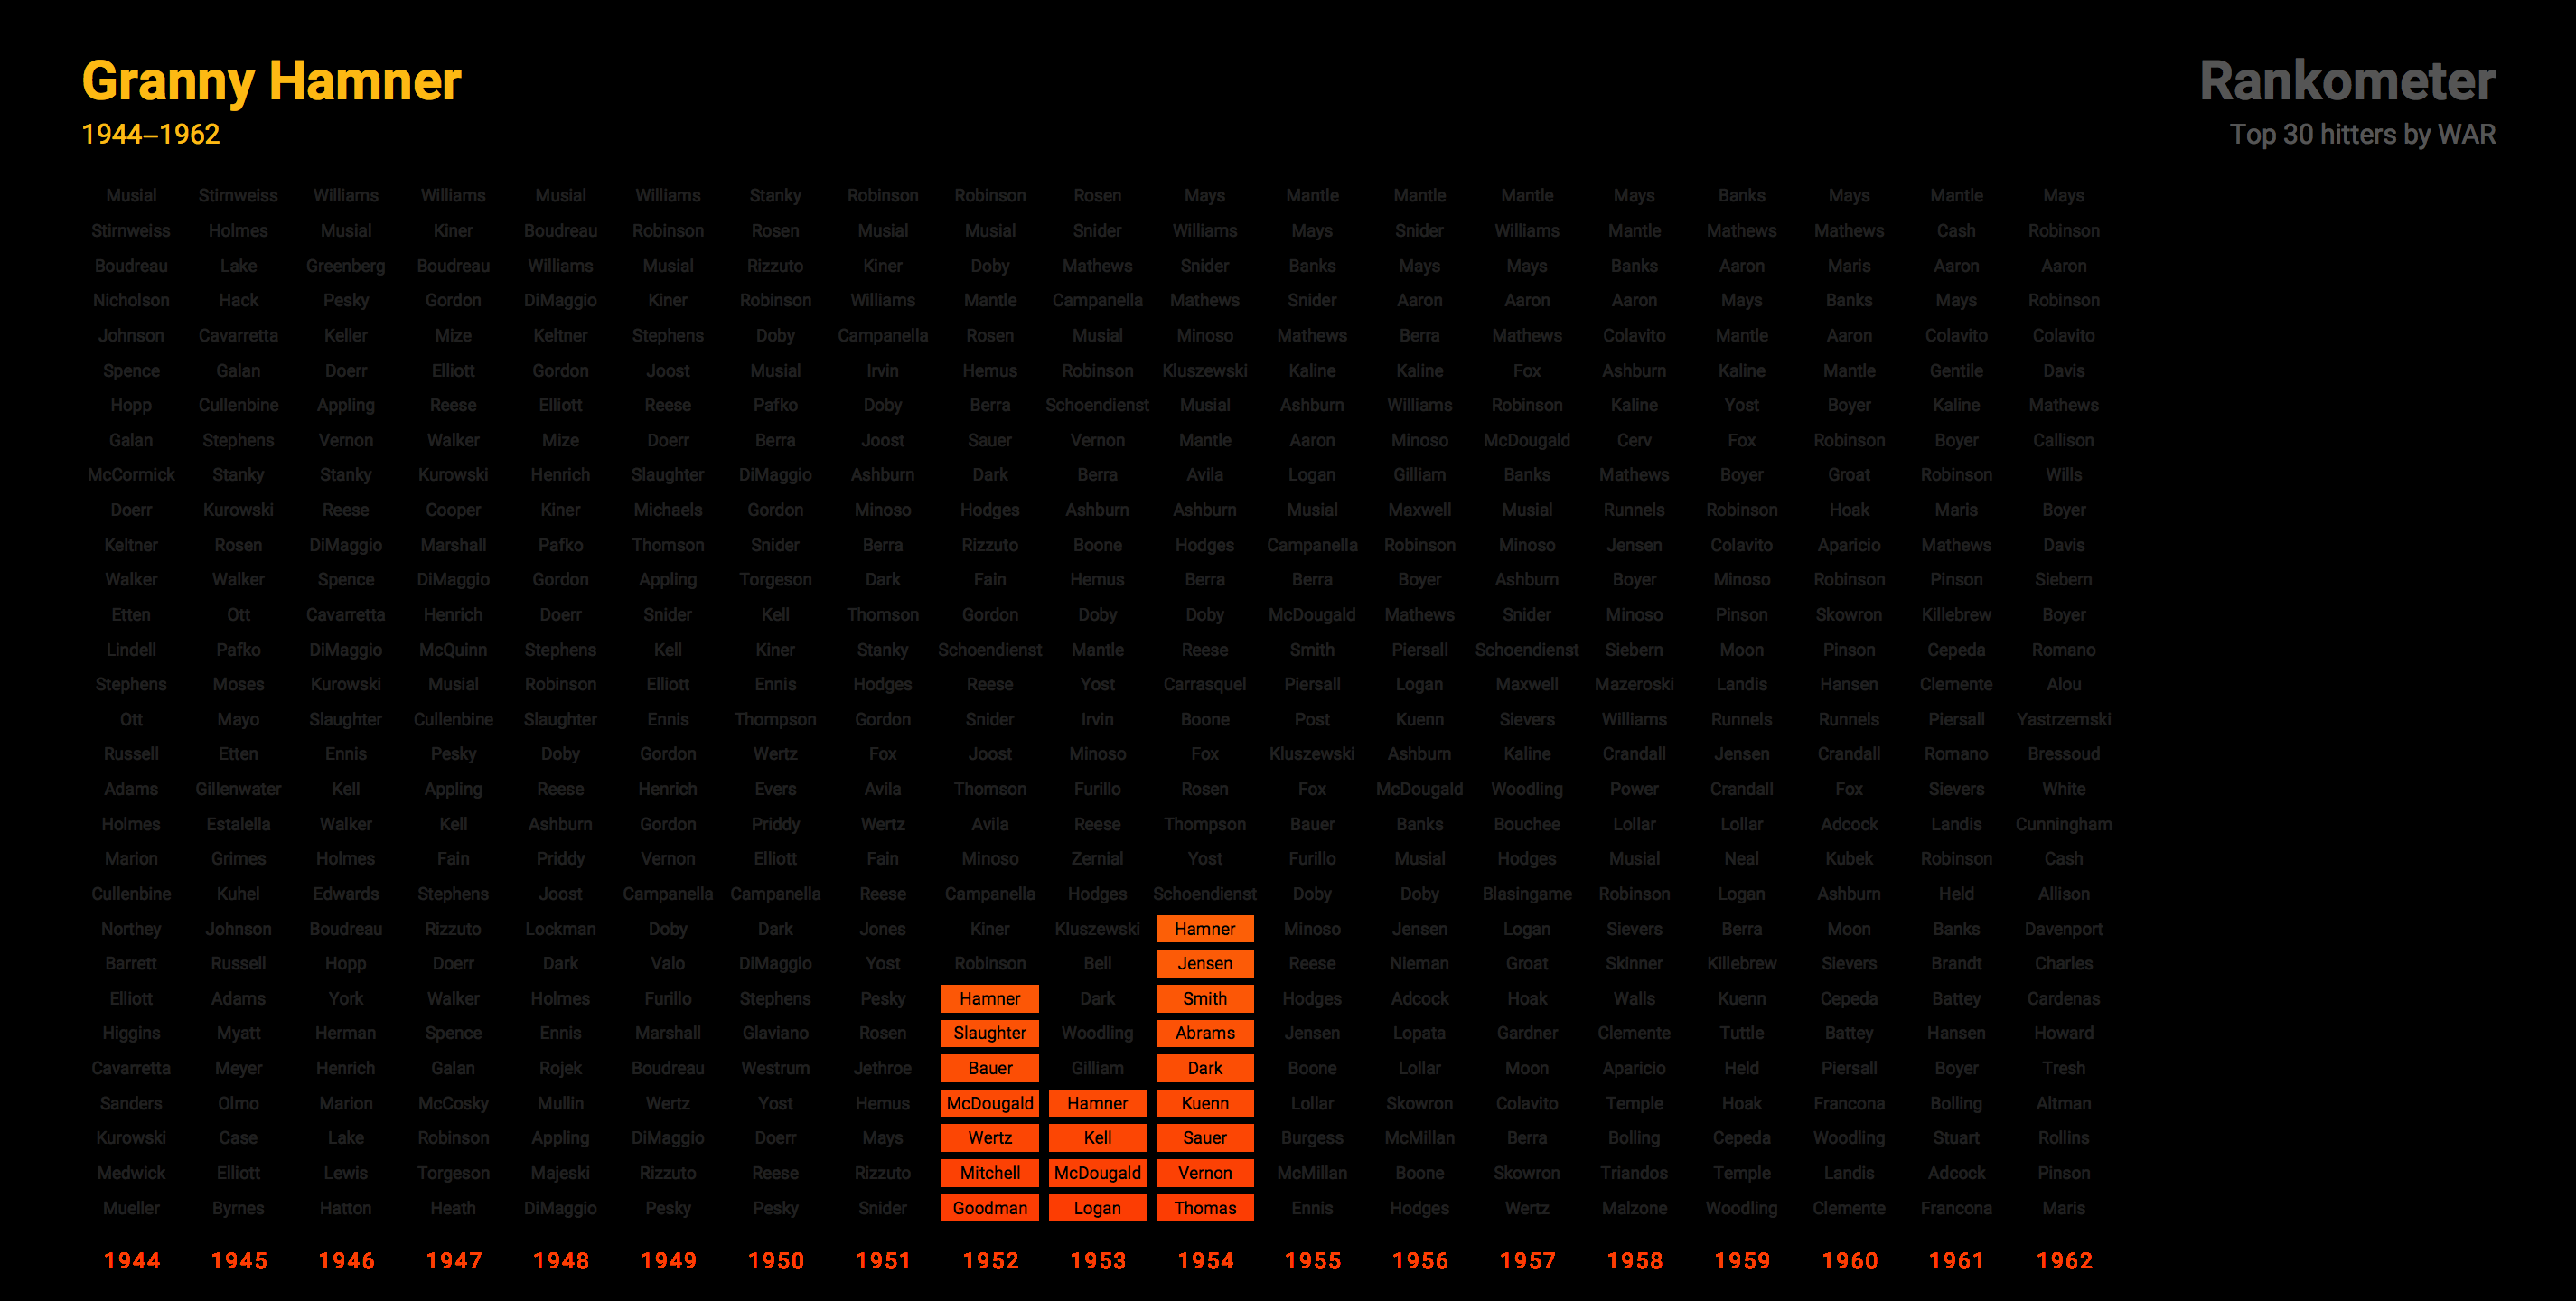 Granny Hamner
1944–1962
Rankometer
Top 30 hitters by WAR
Musial Stirnweiss Williams Williams Musial Williams Stanky Robinson Robinson Rosen Mays Mantle Mantle Mantle Mays Banks Mays Mantle Mays
Stirnweiss Holmes Musial Kiner Boudreau Robinson Rosen Musial Musial Snider Williams Mays Snider Williams Mantle Mathews Mathews Cash Robinson
Boudreau Lake Greenberg Boudreau Williams Musial Rizzuto Kiner Doby Mathews Snider Banks Mays Mays Banks Aaron Maris Aaron Aaron
Nicholson Hack Pesky Gordon DiMaggio Kiner Robinson Williams Mantle Campanella Mathews Snider Aaron Aaron Aaron Mays Banks Mays Robinson
Johnson Cavarretta Keller Mize Keltner Stephens Doby Campanella Rosen Musial Minoso Mathews Berra Mathews Colavito Mantle Aaron Colavito Colavito
Spence Galan Doerr Elliott Gordon Joost Musial Irvin Hemus Robinson Kluszewski Kaline Kaline Fox Ashburn Kaline Mantle Gentile Davis
Hopp Cullenbine Appling Reese Elliott Reese Pafko Doby Berra Schoendienst Musial Ashburn Williams Robinson Kaline Yost Boyer Kaline Mathews
Galan Stephens Vernon Walker Mize Doerr Berra Joost Sauer Vernon Mantle Aaron Minoso McDougald Cerv Fox Robinson Boyer Callison
McCormick Stanky Stanky Kurowski Henrich Slaughter DiMaggio Ashburn Dark Berra Avila Logan Gilliam Banks Mathews Boyer Groat Robinson Wills
Doerr Kurowski Reese Cooper Kiner Michaels Gordon Minoso Hodges Ashburn Ashburn Musial Maxwell Musial Runnels Robinson Hoak Maris Boyer
Keltner Rosen DiMaggio Marshall Pafko Thomson Snider Berra Rizzuto Boone Hodges Campanella Robinson Minoso Jensen Colavito Aparicio Mathews Davis
Walker Walker Spence DiMaggio Gordon Appling Torgeson Dark Fain Hemus Berra Berra Boyer Ashburn Boyer Minoso Robinson Pinson Siebern
Etten Ott Cavarretta Henrich Doerr Snider Kell Thomson Gordon Doby Doby McDougald Mathews Snider Minoso Pinson Skowron Killebrew Boyer
Lindell Pafko DiMaggio McQuinn Stephens Kell Kiner Stanky Schoendienst Mantle Reese Smith Piersall Schoendienst Siebern Moon Pinson Cepeda Romano
Stephens Moses Kurowski Musial Robinson Elliott Ennis Hodges Reese Yost Carrasquel Piersall Logan Maxwell Mazeroski Landis Hansen Clemente Alou
Ott Mayo Slaughter Cullenbine Slaughter Ennis Thompson Gordon Snider Irvin Boone Post Kuenn Sievers Williams Runnels Runnels Piersall Yastrzemski
Russell Etten Ennis Pesky Doby Gordon Wertz Fox Joost Minoso Fox Kluszewski Ashburn Kaline Crandall Jensen Crandall Romano Bressoud
Adams Gillenwater Kell Appling Reese Henrich Evers Avila Thomson Furillo Rosen Fox McDougald Woodling Power Crandall Fox Sievers White
Holmes Estalella Walker Kell Ashburn Gordon Priddy Wertz Avila Reese Thompson Bauer Banks Bouchee Lollar Lollar Adcock Landis Cunningham
Marion Grimes Holmes Fain Priddy Vernon Elliott Fain Minoso Zernial Yost Furillo Musial Hodges Musial Neal Kubek Robinson Cash
Cullenbine Kuhel Edwards Stephens Joost Campanella Campanella Reese Campanella Hodges Schoendienst Doby Doby Blasingame Robinson Logan Ashburn Held Allison
Northey Johnson Boudreau Rizzuto Lockman Doby Dark Jones Kiner Kluszewski Hamner Minoso Jensen Logan Sievers Berra Moon Banks Davenport
Barrett Russell Hopp Doerr Dark Valo DiMaggio Yost Robinson Bell Jensen Reese Nieman Groat Skinner Killebrew Sievers Brandt Charles
Elliott Adams York Walker Holmes Furillo Stephens Pesky Hamner Dark Smith Hodges Adcock Hoak Walls Kuenn Cepeda Battey Cardenas
Higgins Myatt Herman Spence Ennis Marshall Glaviano Rosen Slaughter Woodling Abrams Jensen Lopata Gardner Clemente Tuttle Battey Hansen Howard
Cavarretta Meyer Henrich Galan Rojek Boudreau Westrum Jethroe Bauer Gilliam Dark Boone Lollar Moon Aparicio Held Piersall Boyer Tresh
Sanders Olmo Marion McCosky Mullin Wertz Yost Hemus McDougald Hamner Kuenn Lollar Skowron Colavito Temple Hoak Francona Bolling Altman
Kurowski Case Lake Robinson Appling DiMaggio Doerr Mays Wertz Kell Sauer Burgess McMillan Berra Bolling Cepeda Woodling Stuart Rollins
Medwick Elliott Lewis Torgeson Majeski Rizzuto Reese Rizzuto Mitchell McDougald Vernon McMillan Boone Skowron Triandos Temple Landis Adcock Pinson
Mueller Byrnes Hatton Heath DiMaggio Pesky Pesky Snider Goodman Logan Thomas Ennis Hodges Wertz Malzone Woodling Clemente Francona Maris
1944 1945 1946 1947 1948 1949 1950 1951 1952 1953 1954 1955 1956 1957 1958 1959 1960 1961 1962